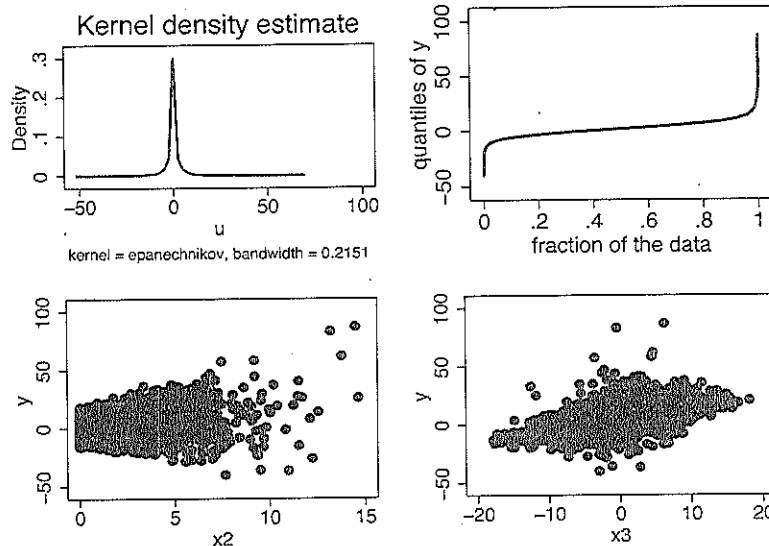 Kernel density estimate
Density
0 .1 .2 .3
−50 0 50 100
u
kernel = epanechnikov, bandwidth = 0.2151
quantiles of y
−50 0 50 100
0 .2 .4 .6 .8 1
fraction of the data
y
−50 0 50 100
0 5 10 15
x2
y
−50 0 50 100
−20 −10 0 10 20
x3